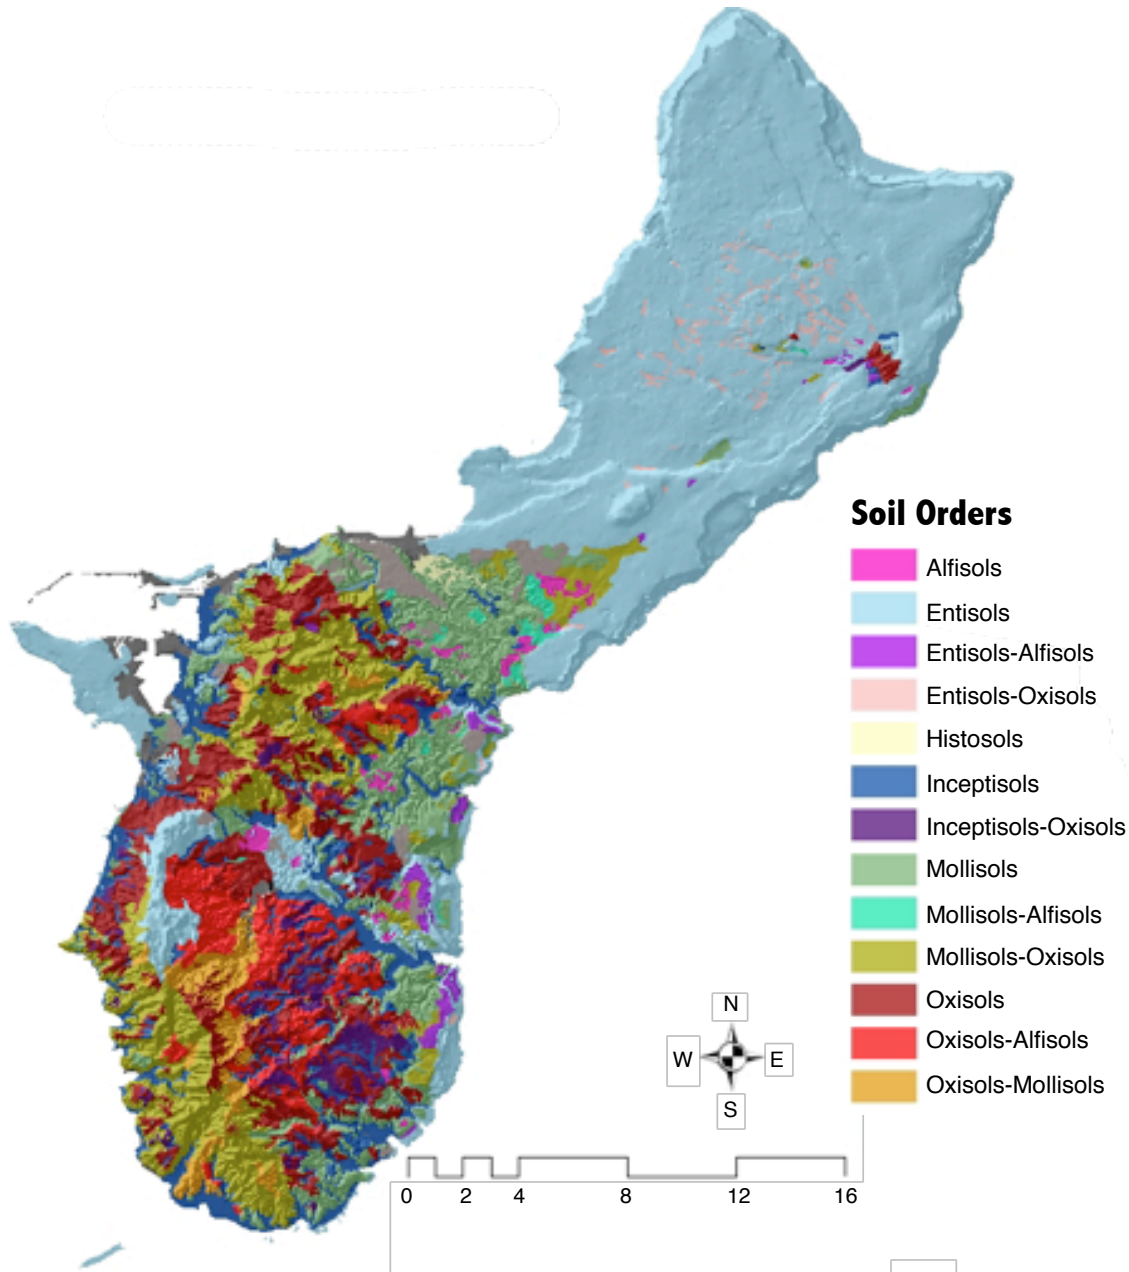 Soil Orders
Alfisols
Entisols
Entisols-Alfisols
Entisols-Oxisols
Histosols
Inceptisols
Inceptisols-Oxisols
Mollisols
Mollisols-Alfisols
Mollisols-Oxisols
Oxisols
Oxisols-Alfisols
Oxisols-Mollisols
N
W E
S
0 2 4 8 12 16